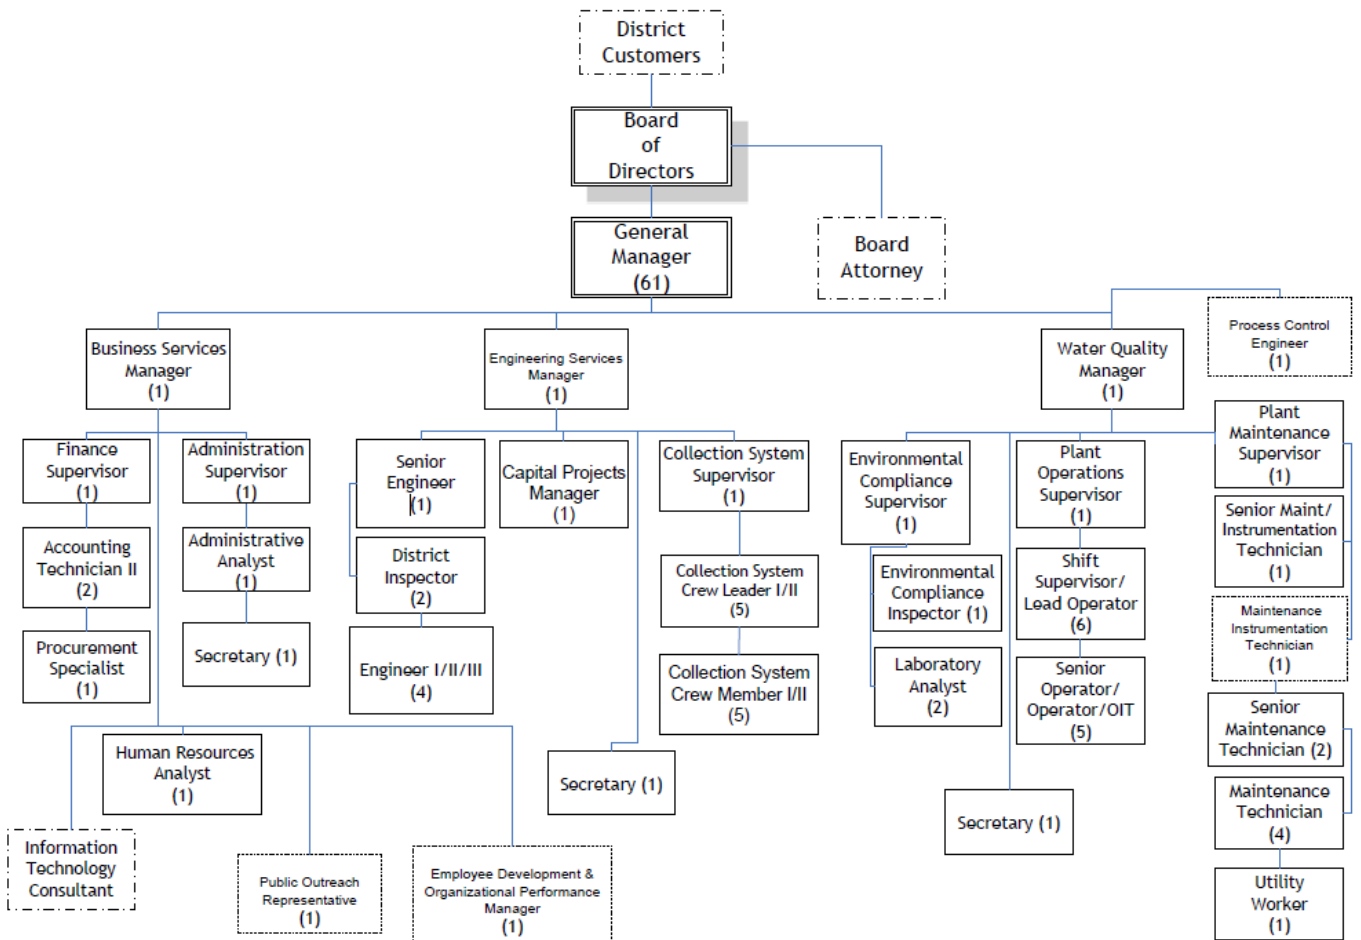 District
Customers
Board
of
Directors
General
Manager
(61)
Board
Attorney
Business Services
Manager
(1)
Engineering Services
Manager
(1)
Water Quality
Manager
(1)
Process Control
Engineer
(1)
Finance
Supervisor
(1)
Administration
Supervisor
(1)
Senior
Engineer
(1)
Capital Projects
Manager
(1)
Collection System
Supervisor
(1)
Environmental
Compliance
Supervisor
(1)
Plant
Operations
Supervisor
(1)
Plant
Maintenance
Supervisor
(1)
Accounting
Technician II
(2)
Administrative
Analyst
(1)
District
Inspector
(2)
Collection System
Crew Leader I/II
(5)
Environmental
Compliance
Inspector (1)
Shift
Supervisor/
Lead Operator
(6)
Senior Maint/
Instrumentation
Technician
(1)
Procurement
Specialist
(1)
Secretary (1)
Engineer I/II/III
(4)
Collection System
Crew Member I/II
(5)
Laboratory
Analyst
(2)
Senior
Operator/
Operator/OIT
(5)
Maintenance
Instrumentation
Technician
(1)
Senior
Maintenance
Technician (2)
Human Resources
Analyst
(1)
Secretary (1)
Secretary (1)
Maintenance
Technician
(4)
Information
Technology
Consultant
Public Outreach
Representative
(1)
Employee Development &
Organizational Performance
Manager
(1)
Utility
Worker
(1)